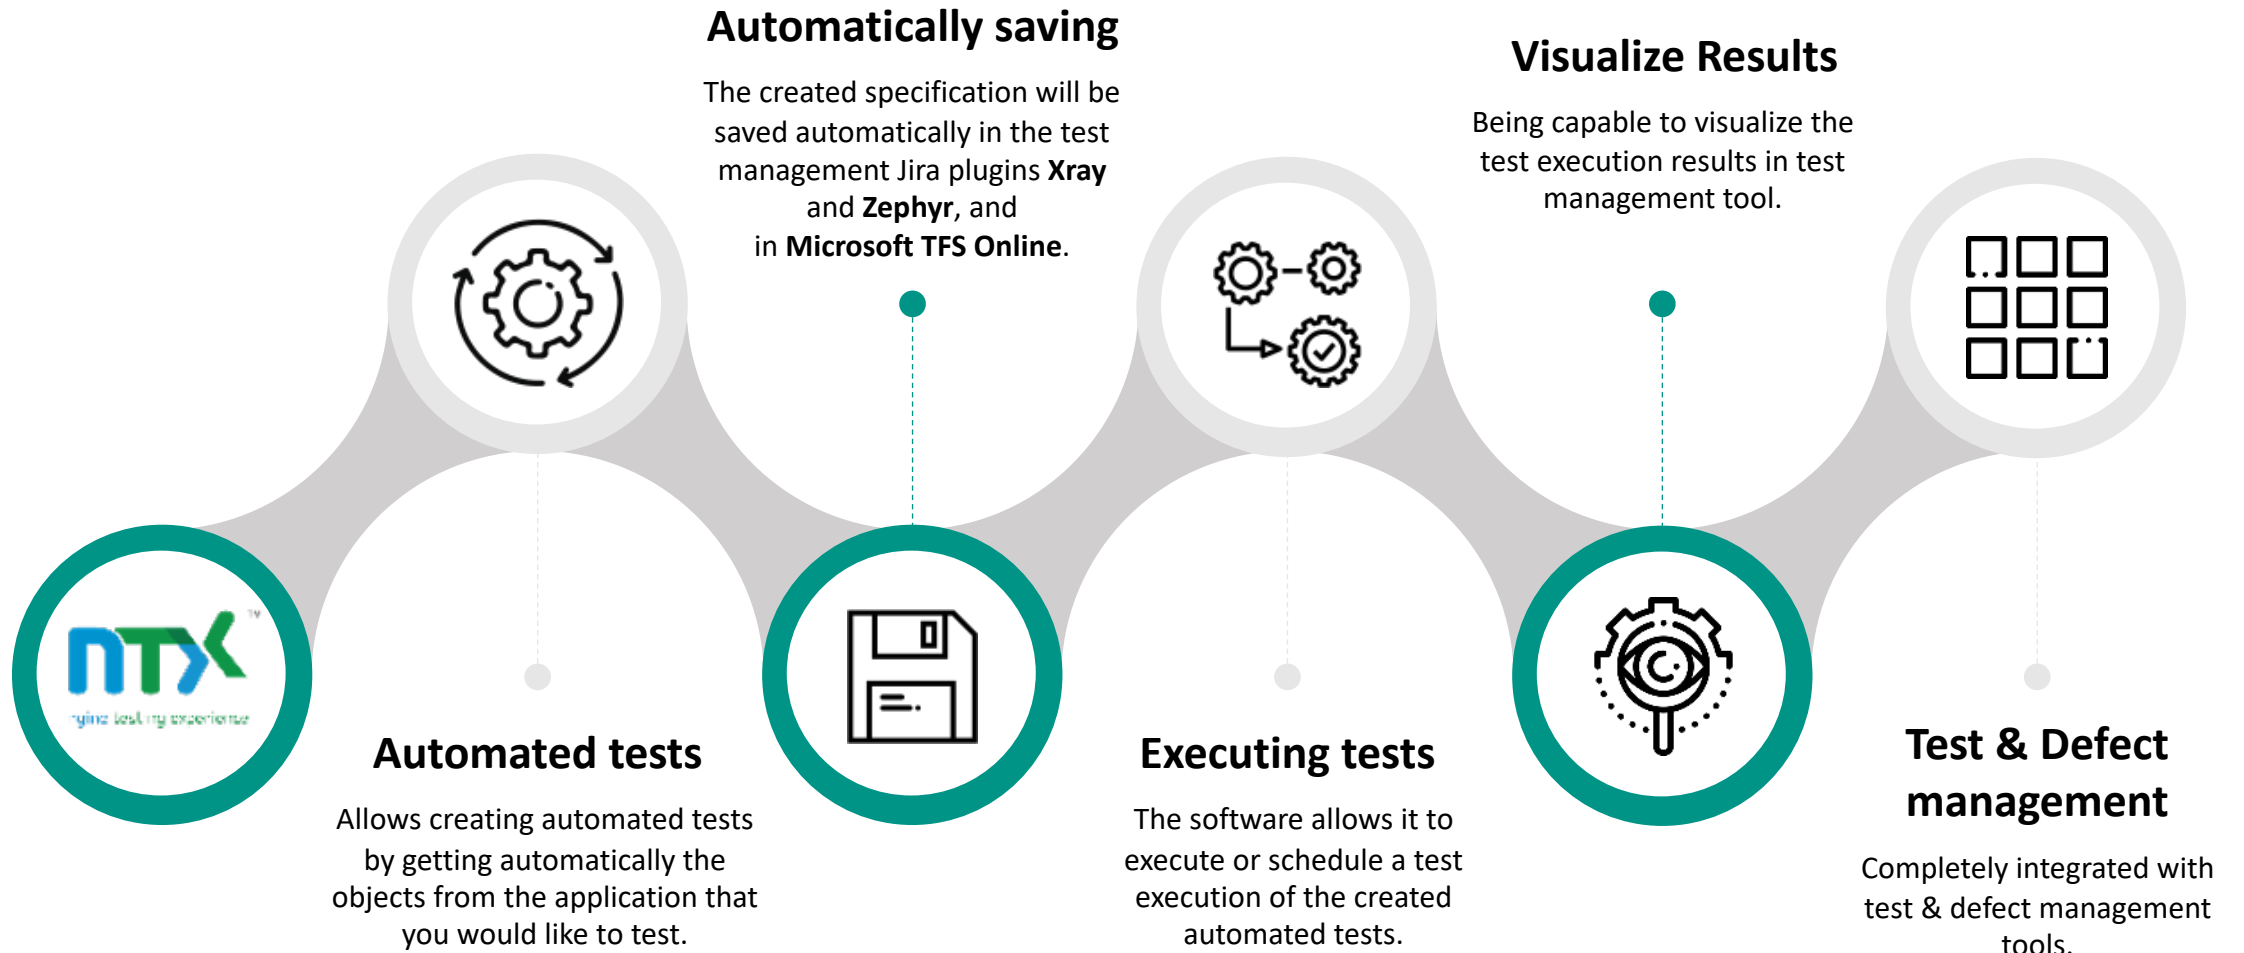 nTX
TM
testing experience
Automated tests
Allows creating automated tests
by getting automatically the
objects from the application that
you would like to test.
Automatically saving
The created specification will be
saved automatically in the test
management Jira plugins Xray
and Zephyr, and
in Microsoft TFS Online.
Executing tests
The software allows it to
execute or schedule a test
execution of the created
automated tests.
Visualize Results
Being capable to visualize the
test execution results in test
management tool.
Test & Defect
management
Completely integrated with
test & defect management
tools.